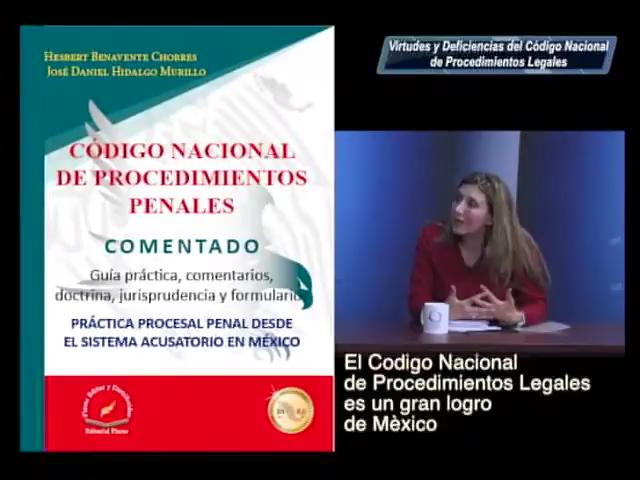 HESBERT BENAVENTE CHORRES
JOSÉ DANIEL HIDALGO MURILLO
CÓDIGO NACIONAL
DE PROCEDIMIENTOS
PENALES
COMENTADO
Guía práctica, comentarios,
doctrina, jurisprudencia y formulario
PRÁCTICA PROCESAL PENAL DESDE
EL SISTEMA ACUSATORIO EN MÉXICO
Editorial Flores
Virtudes y Deficiencias del Código Nacional
de Procedimientos Legales
El Codigo Nacional
de Procedimientos Legales
es un gran logro
de Mèxico